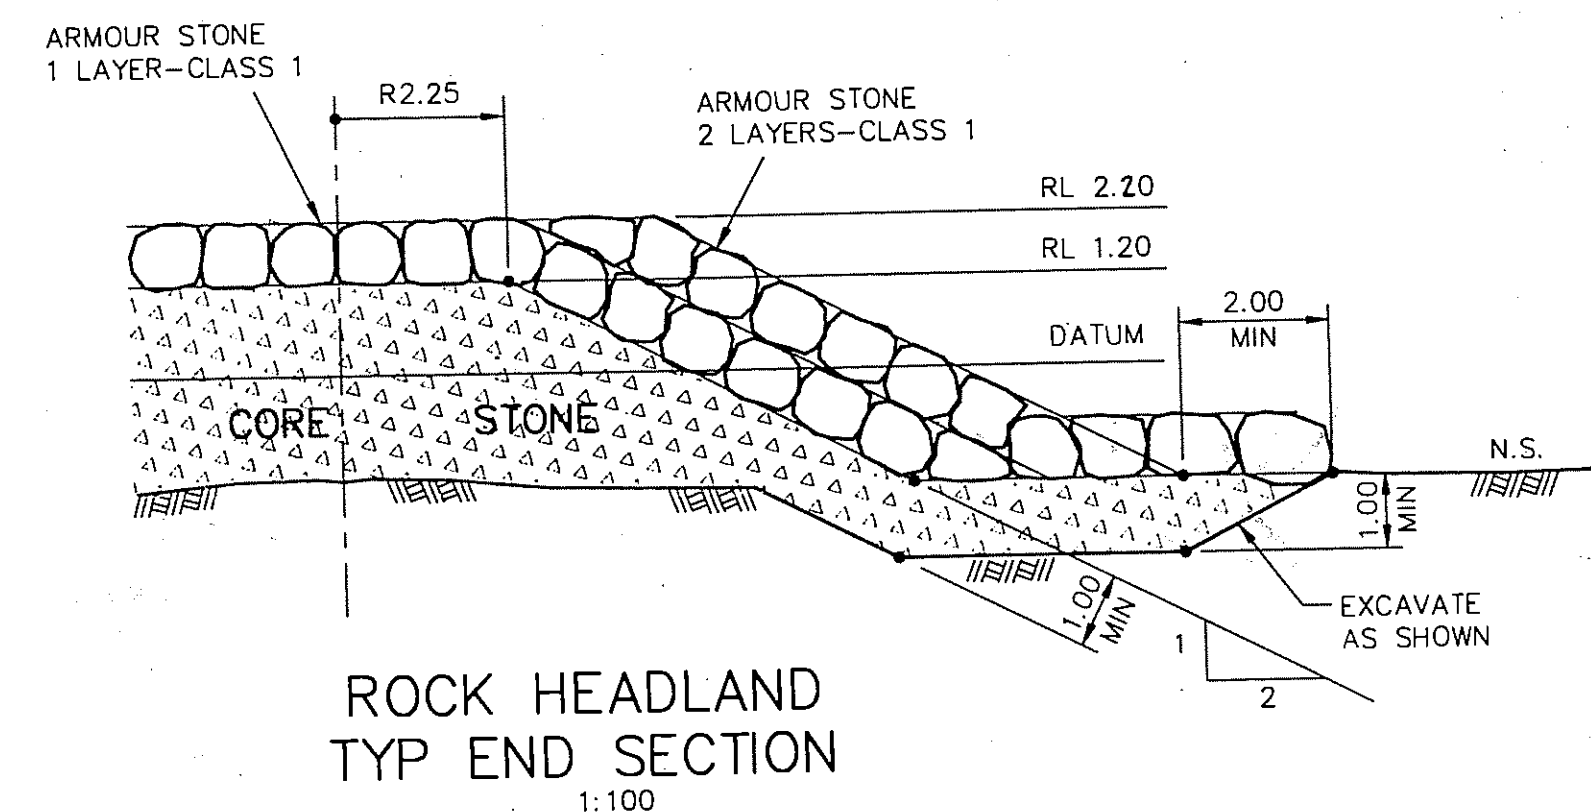 ARMOUR STONE
1 LAYER-CLASS 1
R2.25
ARMOUR STONE
2 LAYERS-CLASS 1
RL 2.20
RL 1.20
2.00
MIN
DATUM
CORE STONE
N.S.
1.00
MIN
1.00
MIN
EXCAVATE
AS SHOWN
1
2
ROCK HEADLAND
TYP END SECTION
1:100